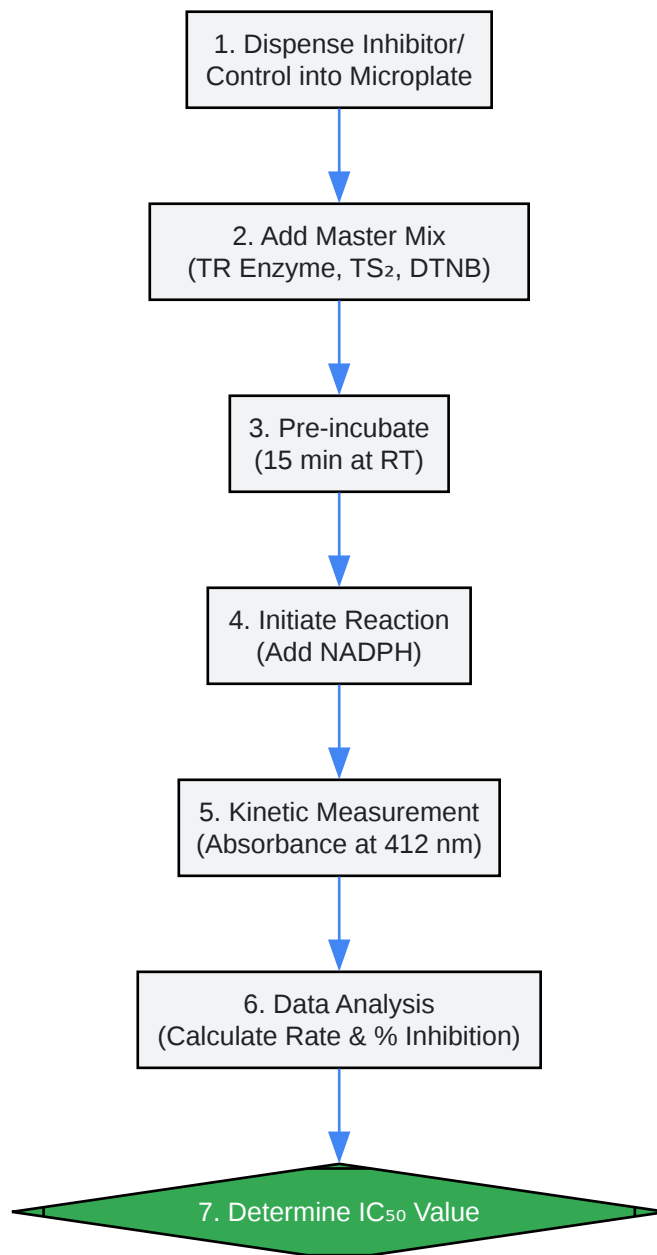 1. Dispense Inhibitor/
Control into Microplate
2. Add Master Mix
(TR Enzyme, TS₂, DTNB)
3. Pre-incubate
(15 min at RT)
4. Initiate Reaction
(Add NADPH)
5. Kinetic Measurement
(Absorbance at 412 nm)
6. Data Analysis
(Calculate Rate & % Inhibition)
7. Determine IC₅₀ Value